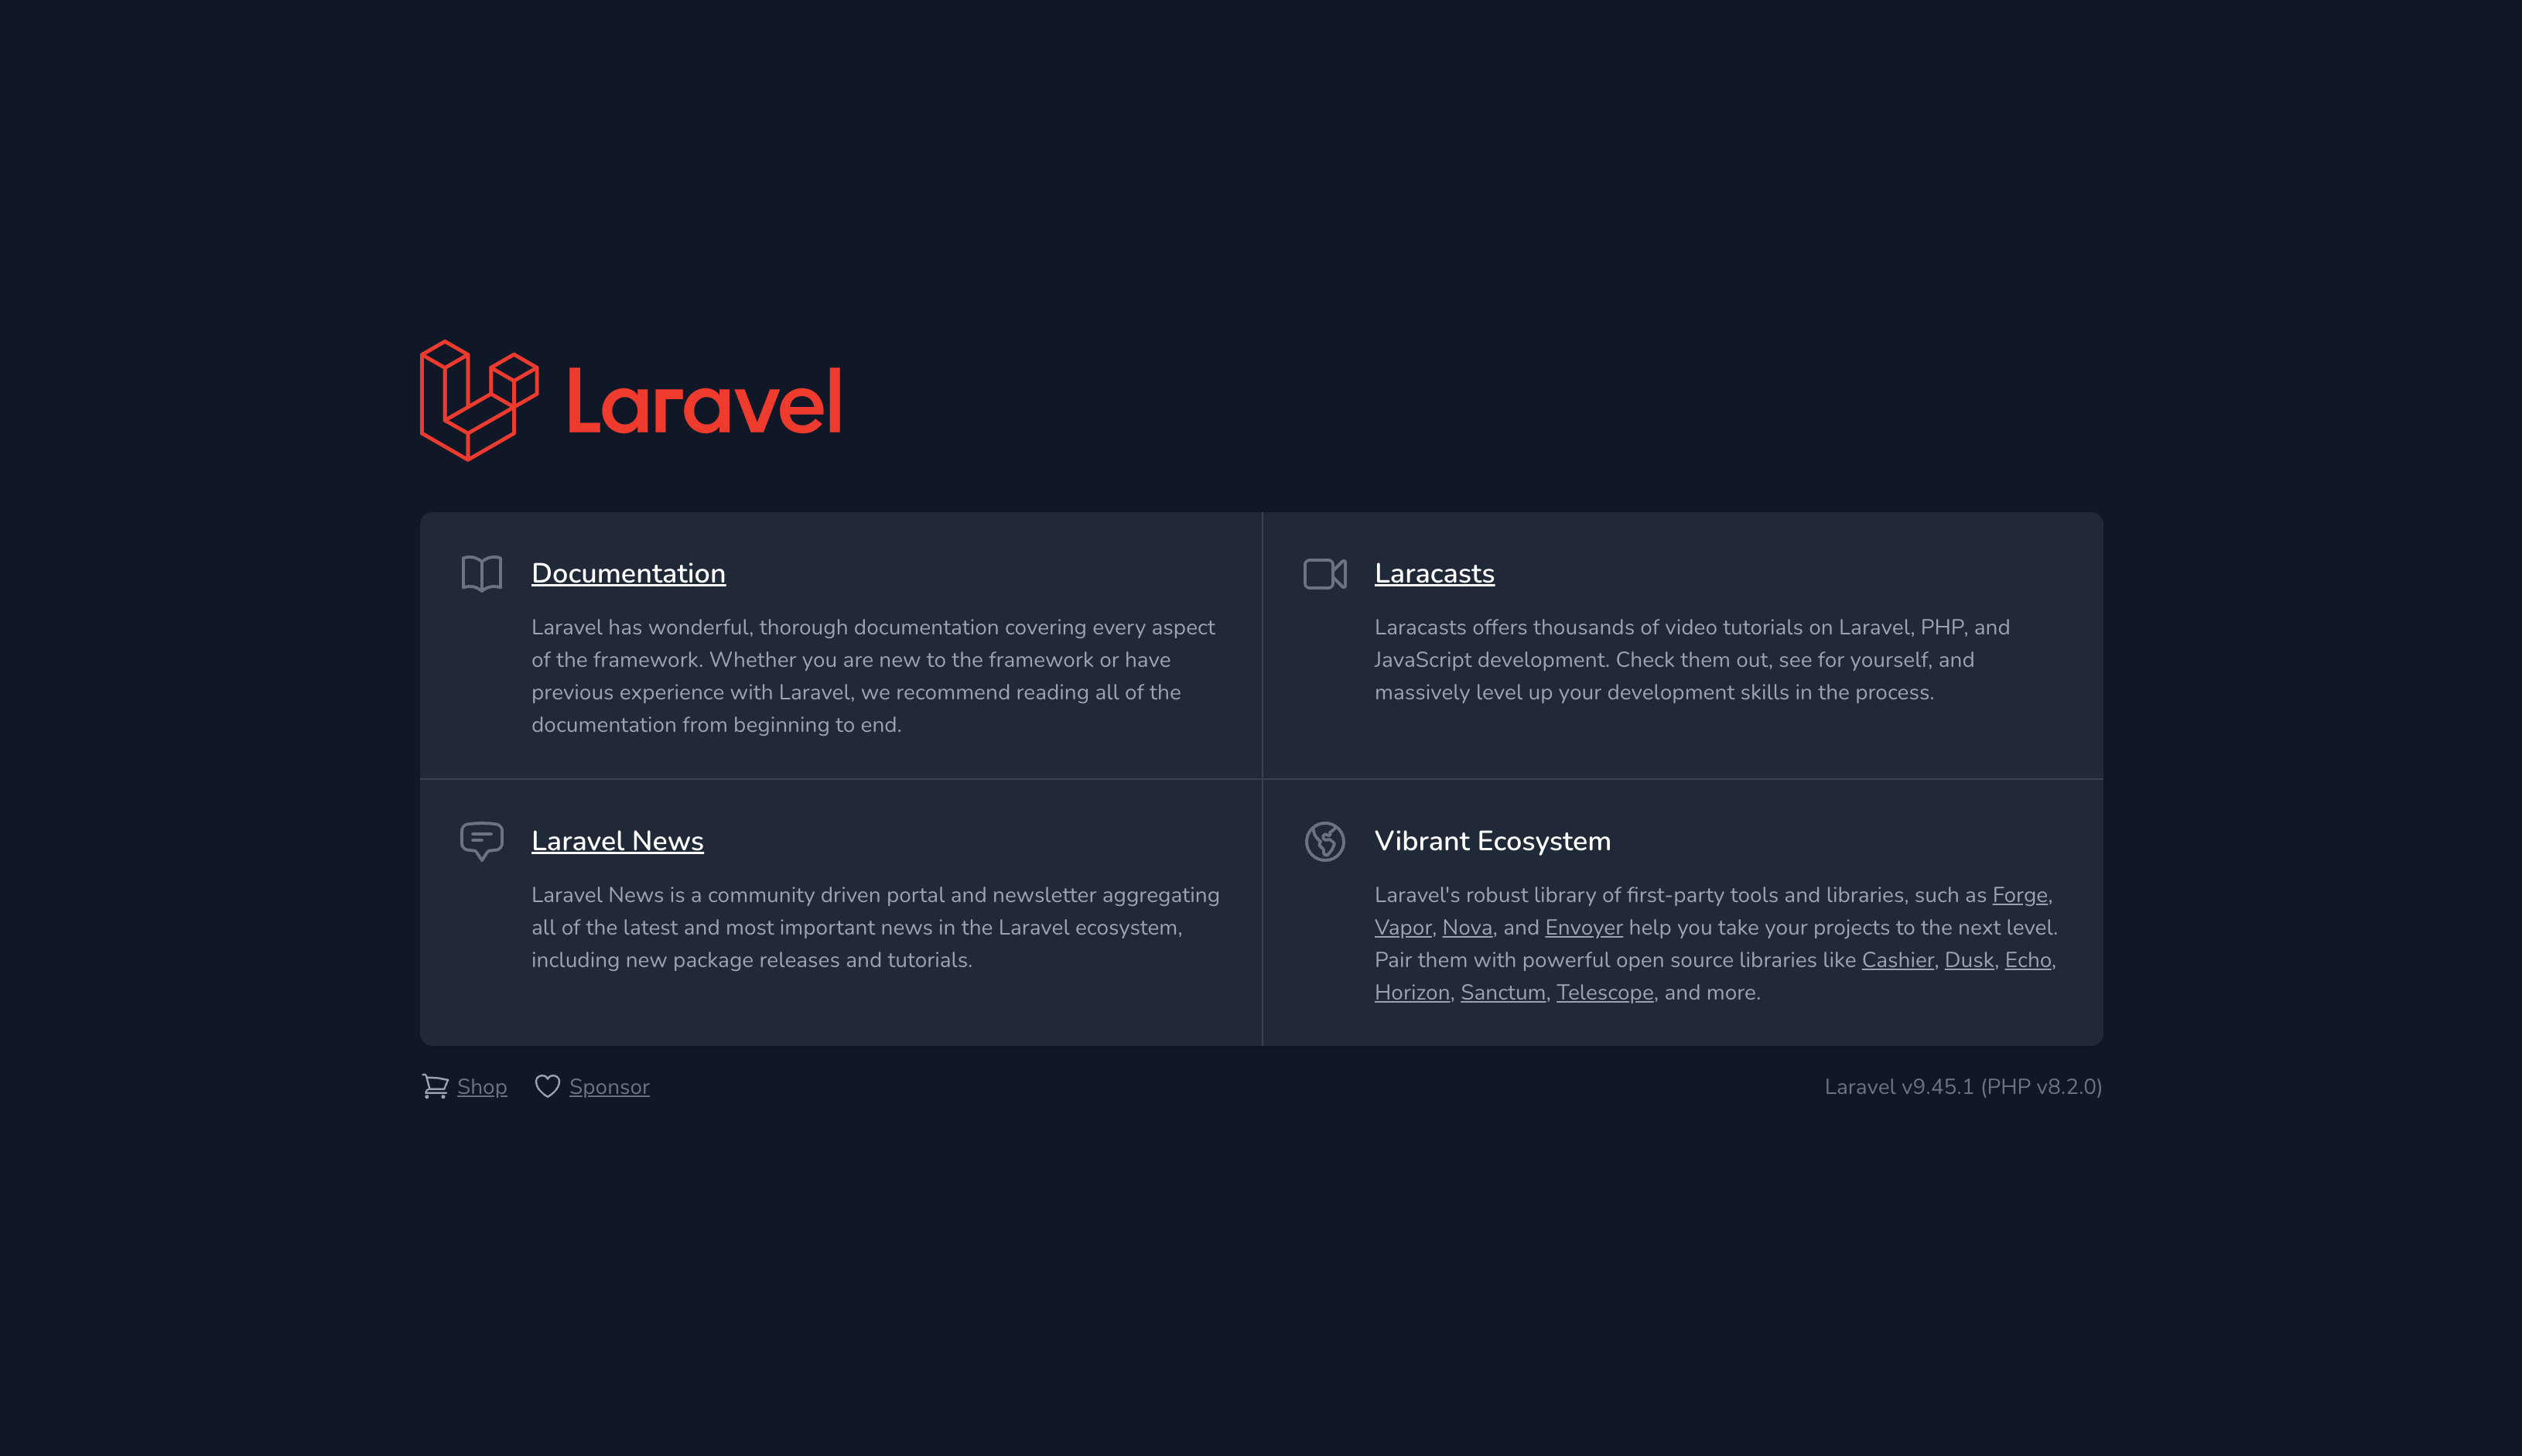 Laravel
Documentation
Laravel has wonderful, thorough documentation covering every aspect
of the framework. Whether you are new to the framework or have
previous experience with Laravel, we recommend reading all of the
documentation from beginning to end.
Laracasts
Laracasts offers thousands of video tutorials on Laravel, PHP, and
JavaScript development. Check them out, see for yourself, and
massively level up your development skills in the process.
Laravel News
Laravel News is a community driven portal and newsletter aggregating
all of the latest and most important news in the Laravel ecosystem,
including new package releases and tutorials.
Vibrant Ecosystem
Laravel's robust library of first-party tools and libraries, such as Forge,
Vapor, Nova, and Envoyer help you take your projects to the next level.
Pair them with powerful open source libraries like Cashier, Dusk, Echo,
Horizon, Sanctum, Telescope, and more.
Shop
Sponsor
Laravel v9.45.1 (PHP v8.2.0)